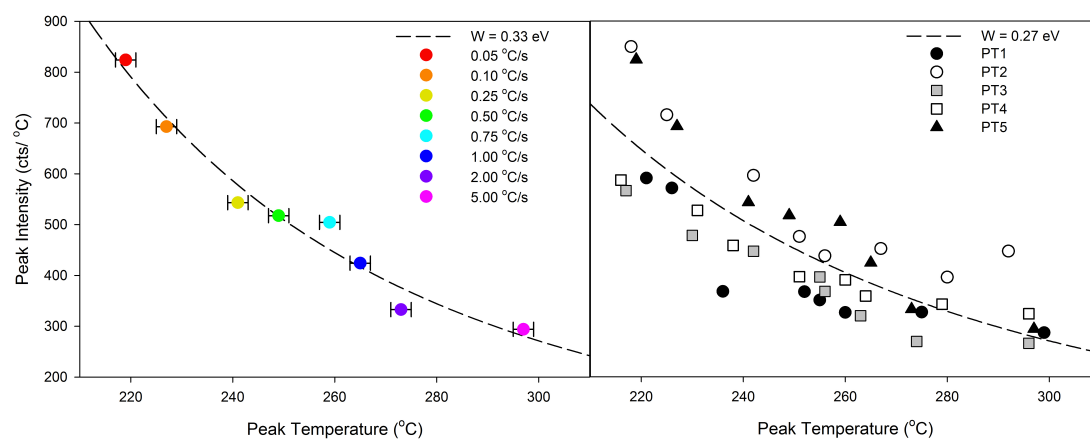 900
800
700
600
500
400
300
200
Peak Intensity (cts/ °C)
W = 0.33 eV
0.05 °C/s
0.10 °C/s
0.25 °C/s
0.50 °C/s
0.75 °C/s
1.00 °C/s
2.00 °C/s
5.00 °C/s
220 240 260 280 300
Peak Temperature (°C)
W = 0.27 eV
PT1
PT2
PT3
PT4
PT5
220 240 260 280 300
Peak Temperature (°C)